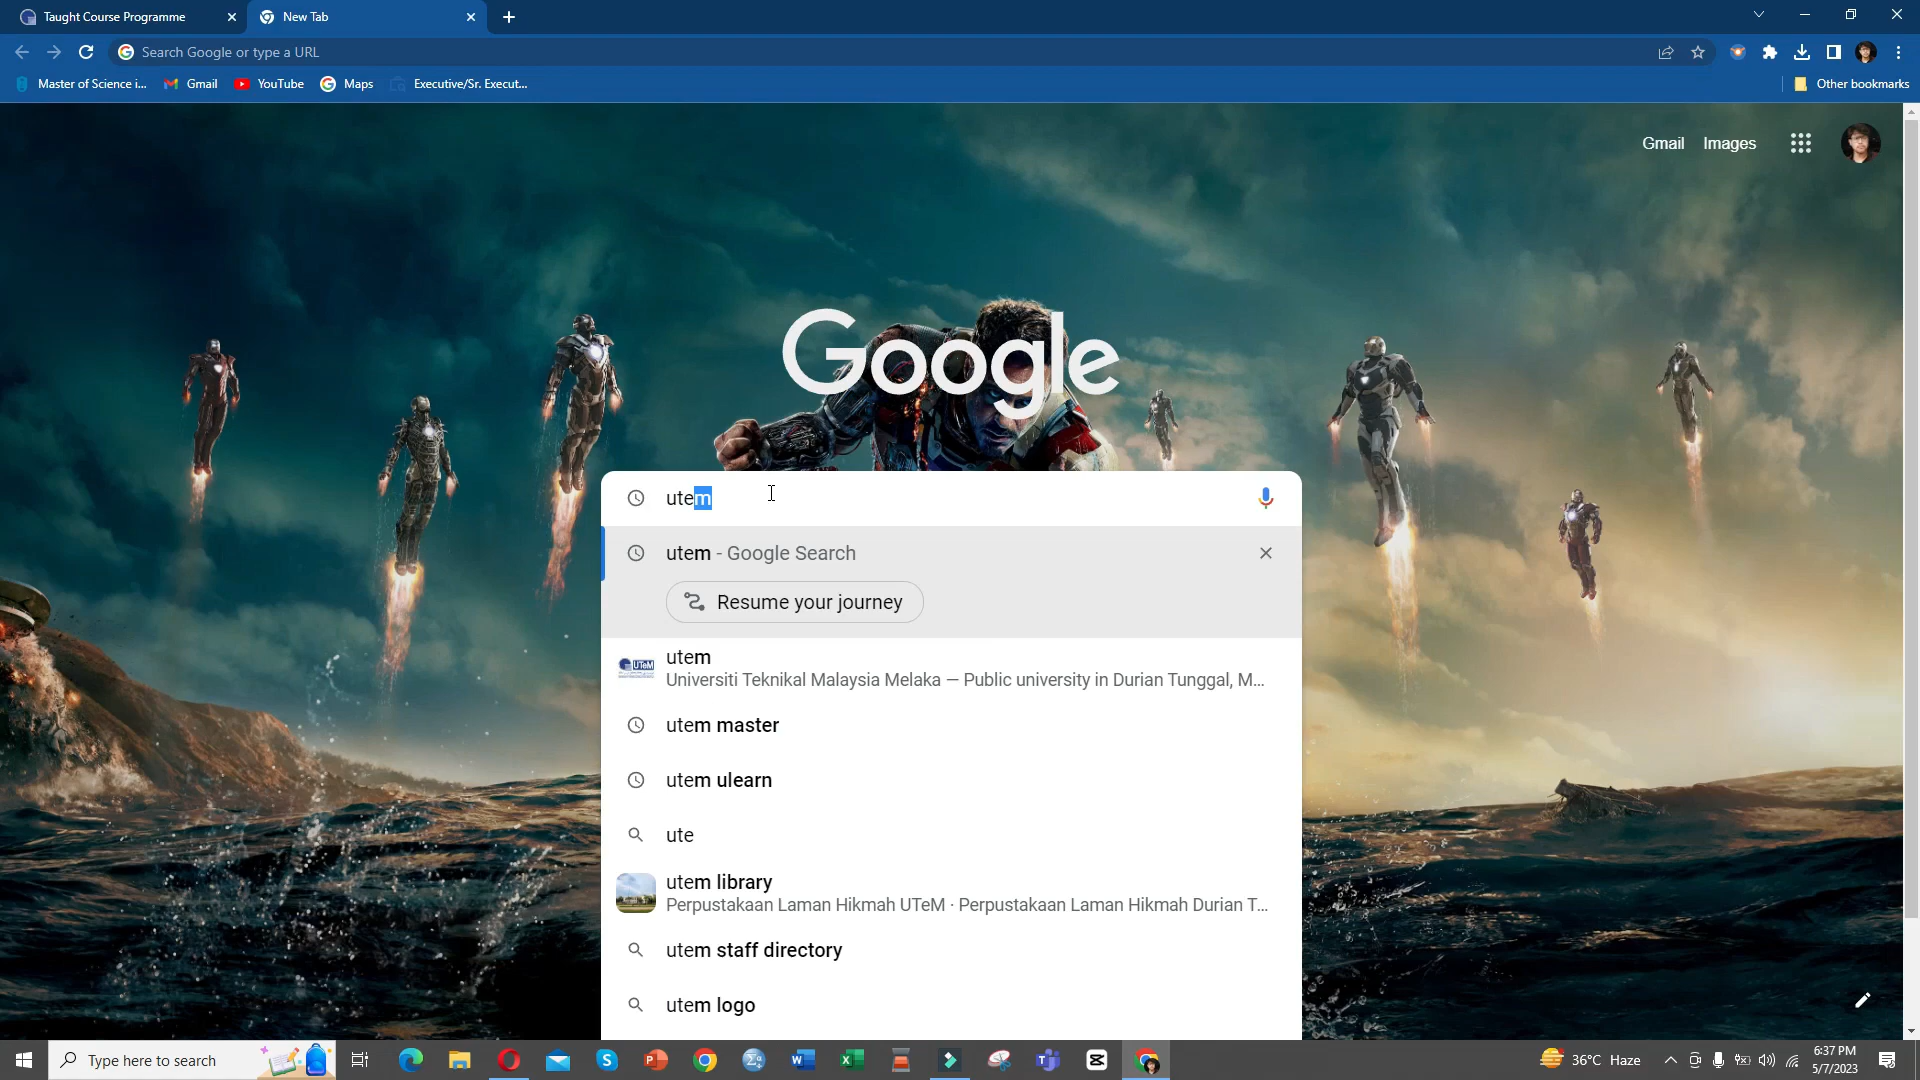 Taught Course Programme
New Tab
Search Google or type a URL
Master of Science i...
Gmail
YouTube
Maps
Executive/Sr. Execut...
Other bookmarks
Gmail
Images
Google
utem
utem - Google Search
Resume your journey
UTeM
utem
Universiti Teknikal Malaysia Melaka — Public university in Durian Tunggal, M...
utem master
utem ulearn
ute
utem library
Perpustakaan Laman Hikmah UTeM · Perpustakaan Laman Hikmah Durian T...
utem staff directory
utem logo
Type here to search
36°C Haze
6:37 PM
5/7/2023